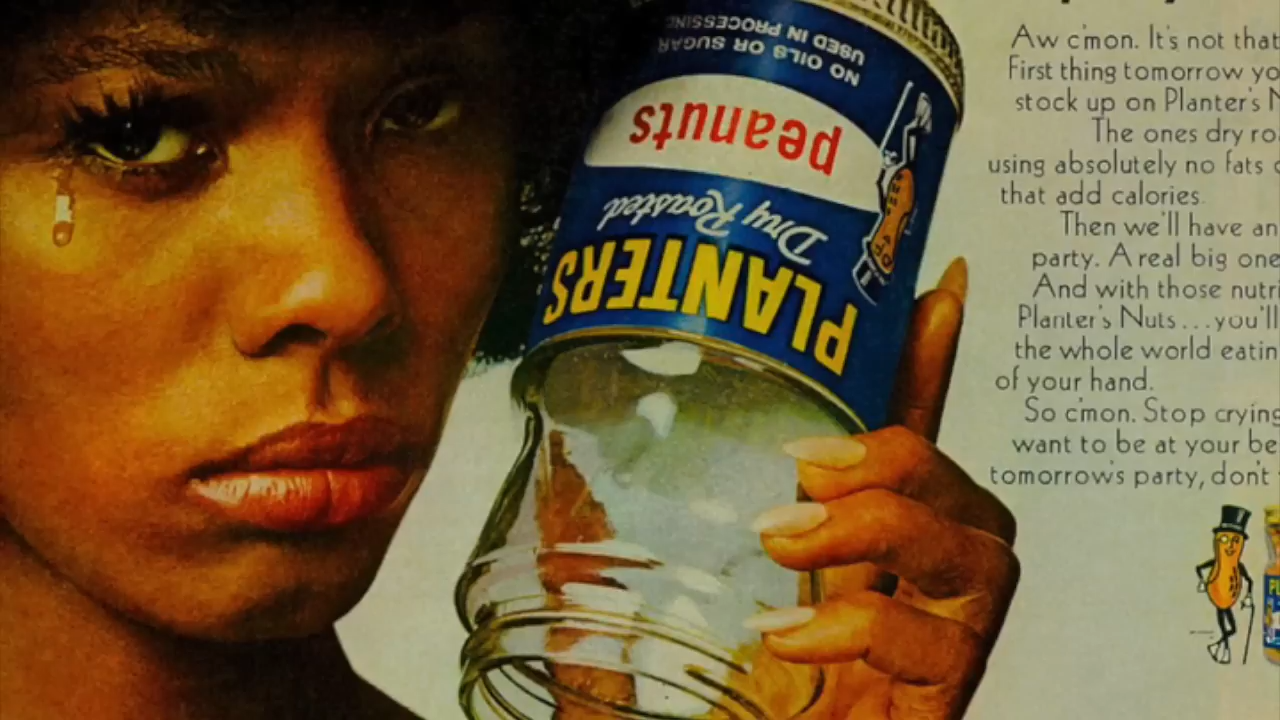 PLANTERS
Dry Roasted
peanuts
NO OILS OR SUGAR
USED IN PROCESSING
Aw c'mon. It's not that
First thing tomorrow yo
stock up on Planter's N
The ones dry ro
using absolutely no fats
that add calories.
Then we'll have an
party. A real big one
And with those nutri
Planter's Nuts...you'll
the whole world eatin
of your hand.
So c'mon. Stop crying
want to be at your be
tomorrow's party, don't